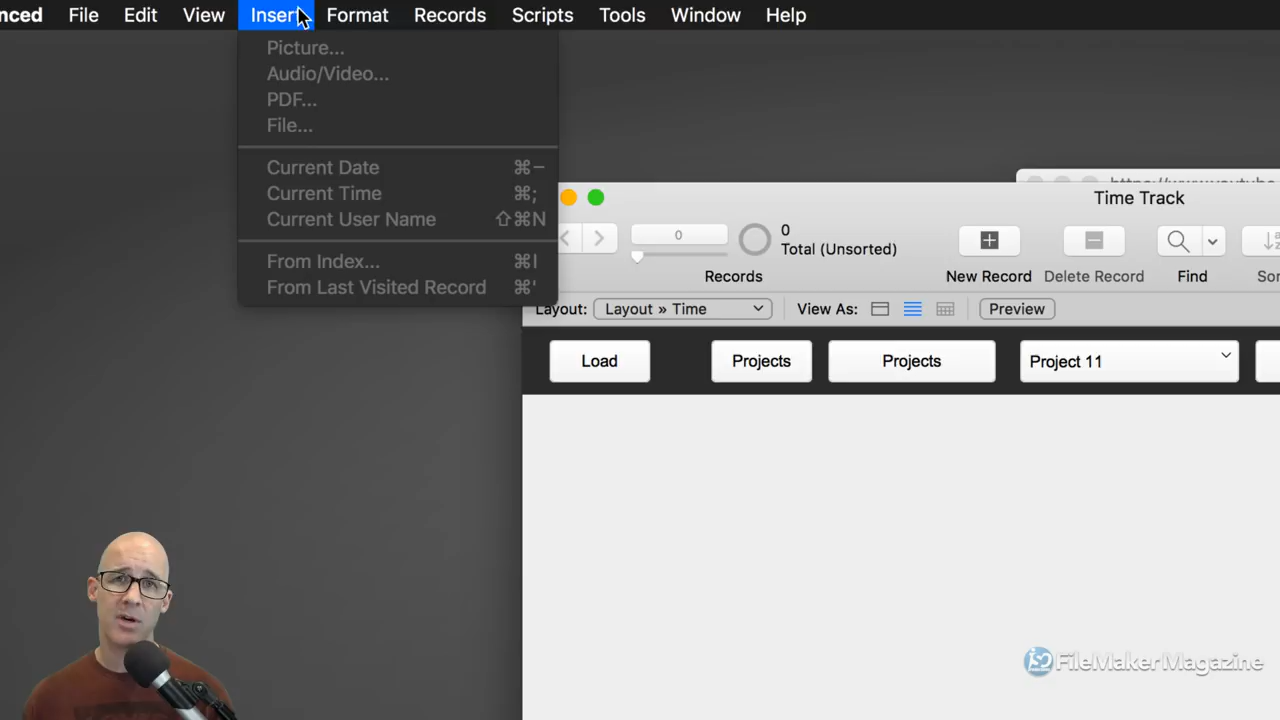 nced File Edit View Insert Format Records Scripts Tools Window Help
Picture...
Audio/Video...
PDF...
File...
Current Date ⌘−
Current Time ⌘;
Current User Name ⇧⌘N
From Index... ⌘I
From Last Visited Record ⌘'
Time Track
0
0
Total (Unsorted)
Records
New Record
Delete Record
Find
Layout: Layout » Time
View As:
Preview
Load
Projects
Projects
Project 11
FileMakerMagazine